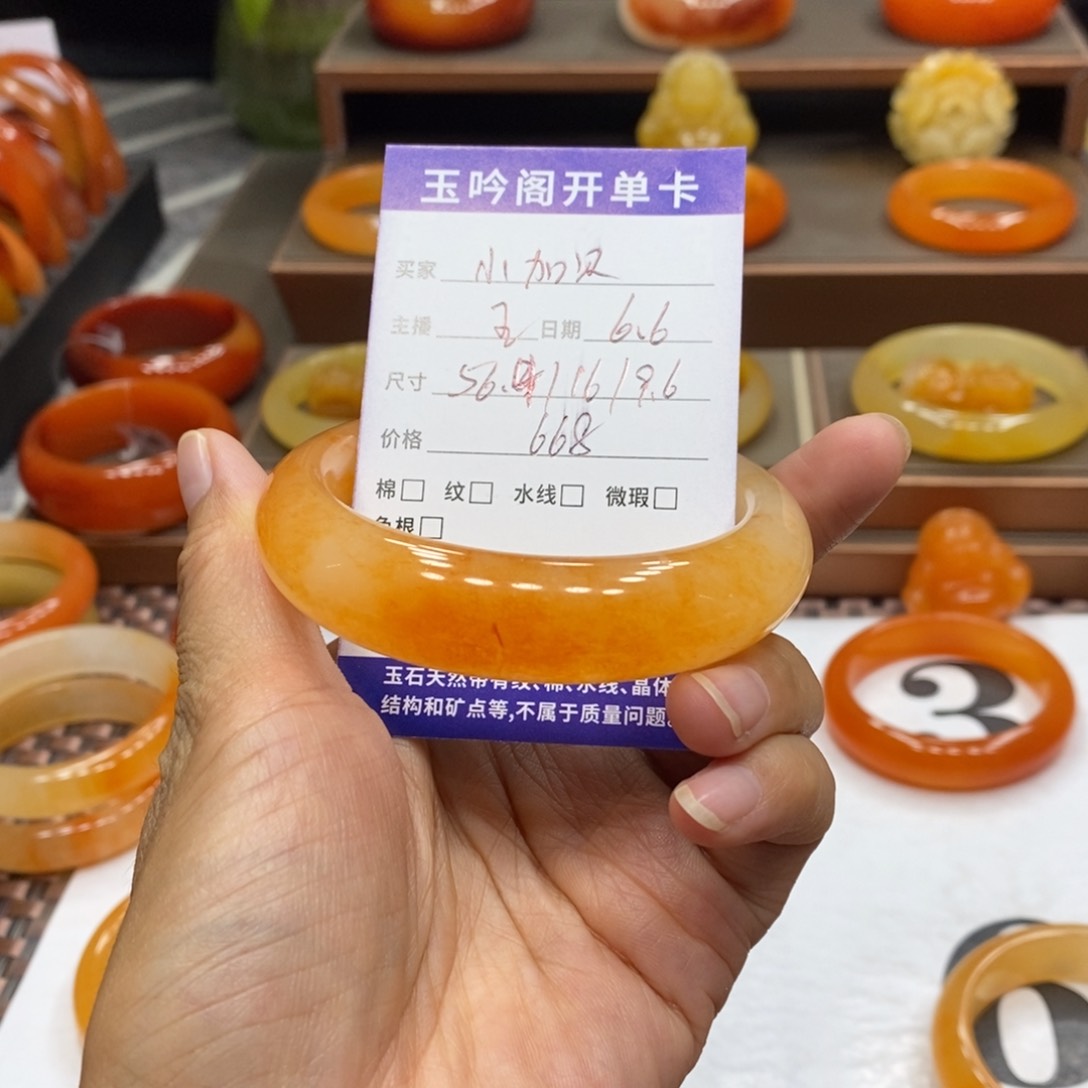 玉吟阁开单卡
买家 小加贝
主播 玉 日期 6.6
尺寸 56. /16/9.6
价格 668
棉□ 纹□ 水线□ 微瑕□
色根□
玉石天然带有纹、棉、水线、晶体
结构和矿点等,不属于质量问题。
3
0